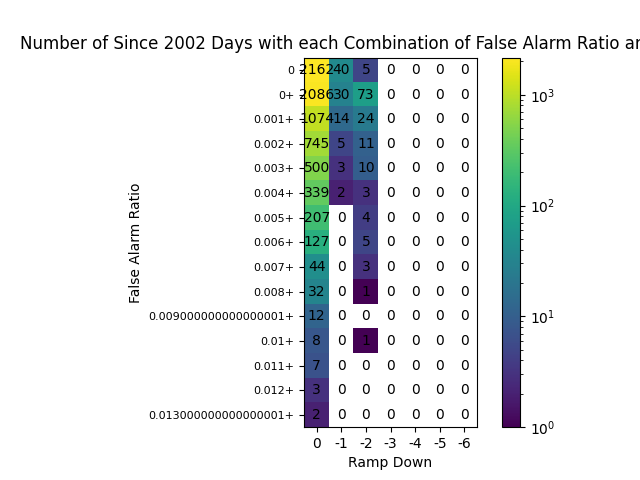 Number of Since 2002 Days with each Combination of False Alarm Ratio
0 2162 40 5 0 0 0 0
0+ 2086 30 73 0 0 0 0
0.001+ 1074 14 24 0 0 0 0
0.002+ 745 5 11 0 0 0 0
0.003+ 500 3 10 0 0 0 0
0.004+ 339 2 3 0 0 0 0
0.005+ 207 0 4 0 0 0 0
0.006+ 127 0 5 0 0 0 0
0.007+ 44 0 3 0 0 0 0
0.008+ 32 0 1 0 0 0 0
0.009000000000000001+ 12 0 0 0 0 0 0
0.01+ 8 0 1 0 0 0 0
0.011+ 7 0 0 0 0 0 0
0.012+ 3 0 0 0 0 0 0
0.013000000000000001+ 2 0 0 0 0 0 0
0 -1 -2 -3 -4 -5 -6
Ramp Down
False Alarm Ratio
10³
10²
10¹
10⁰